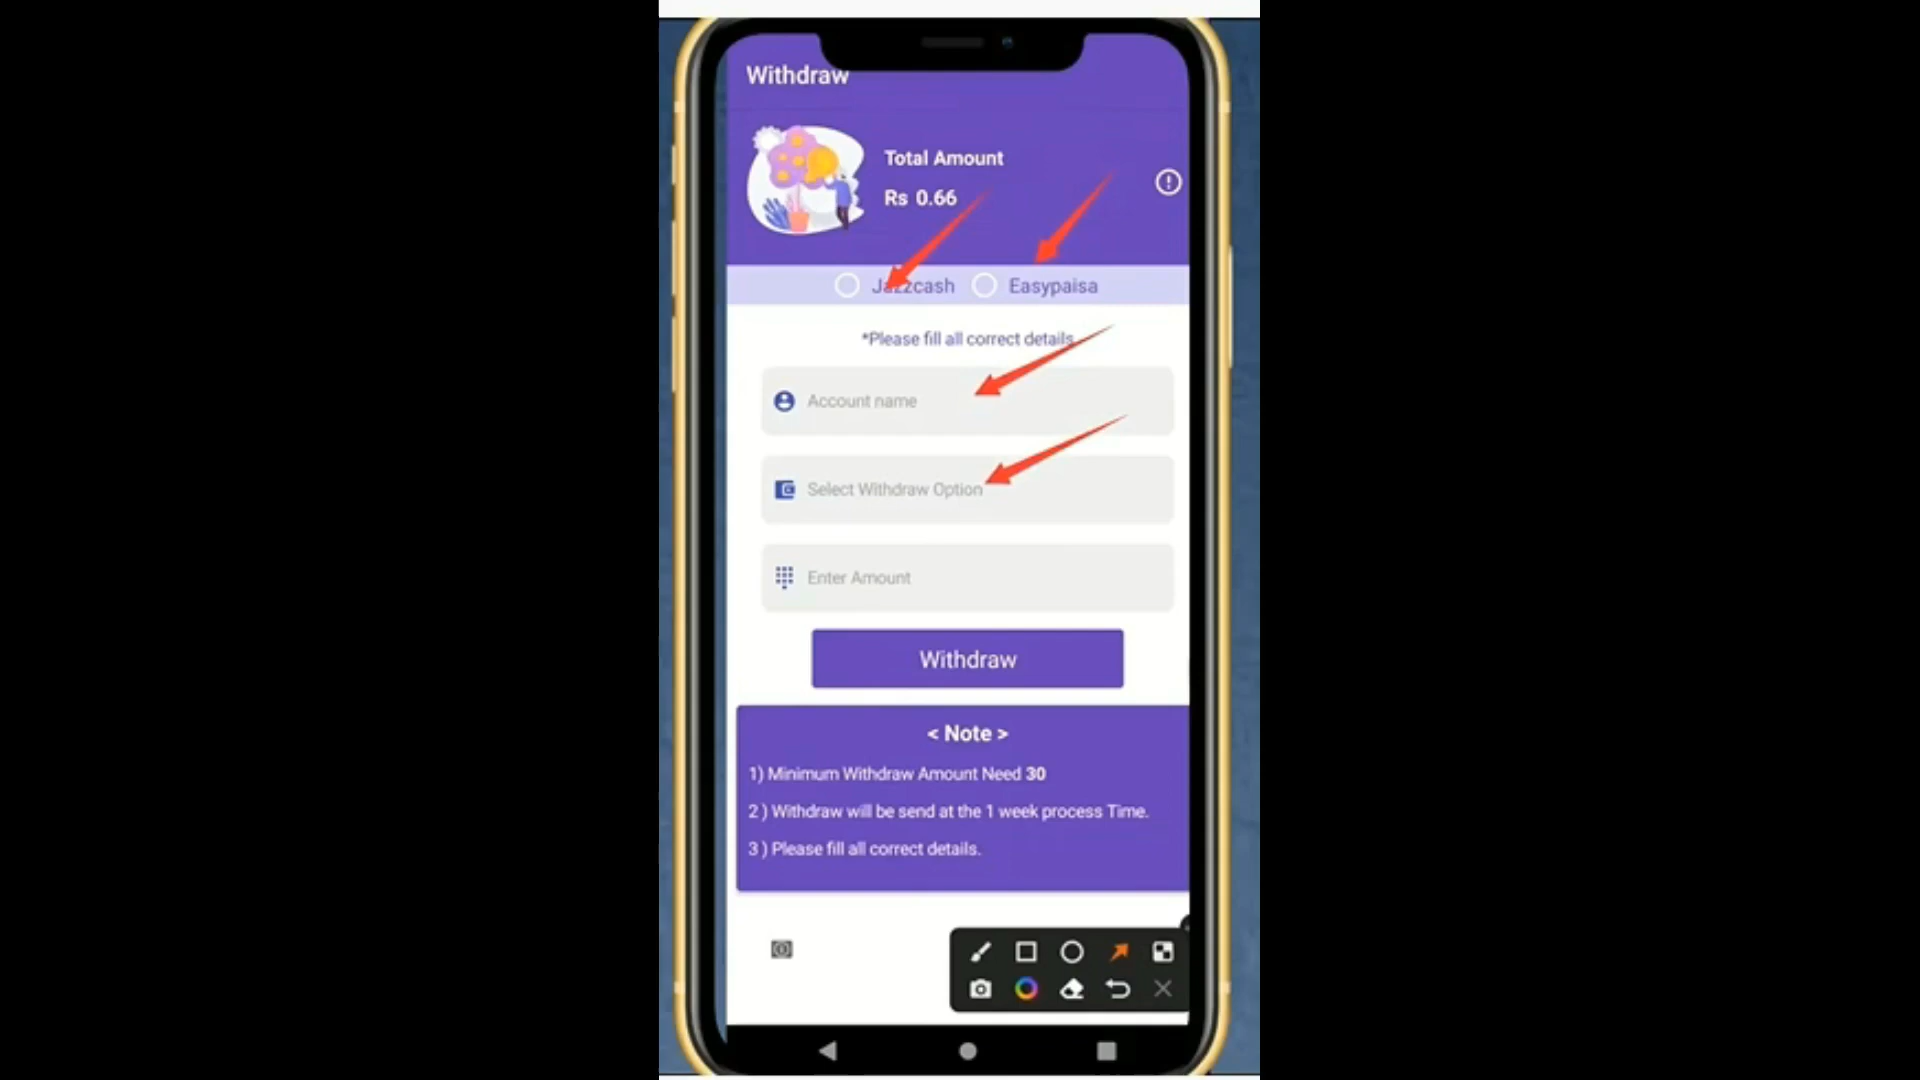 Withdraw
Total Amount
Rs 0.66
Jazzcash Easypaisa
*Please fill all correct details
Account name
Select Withdraw Option
Enter Amount
Withdraw
< Note >
1) Minimum Withdraw Amount Need 30
2 ) Withdraw will be send at the 1 week process Time.
3 ) Please fill all correct details.